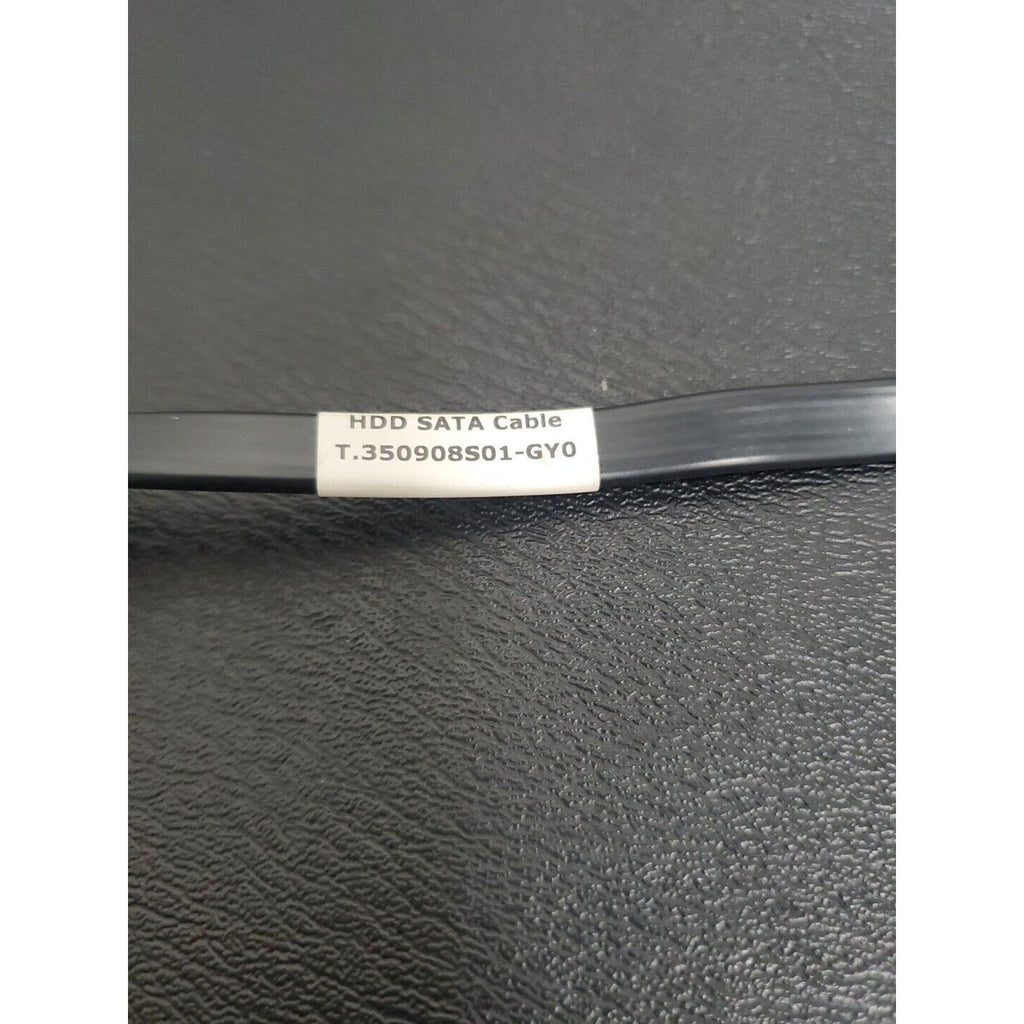 HDD SATA Cable
T.350908S01-GY0